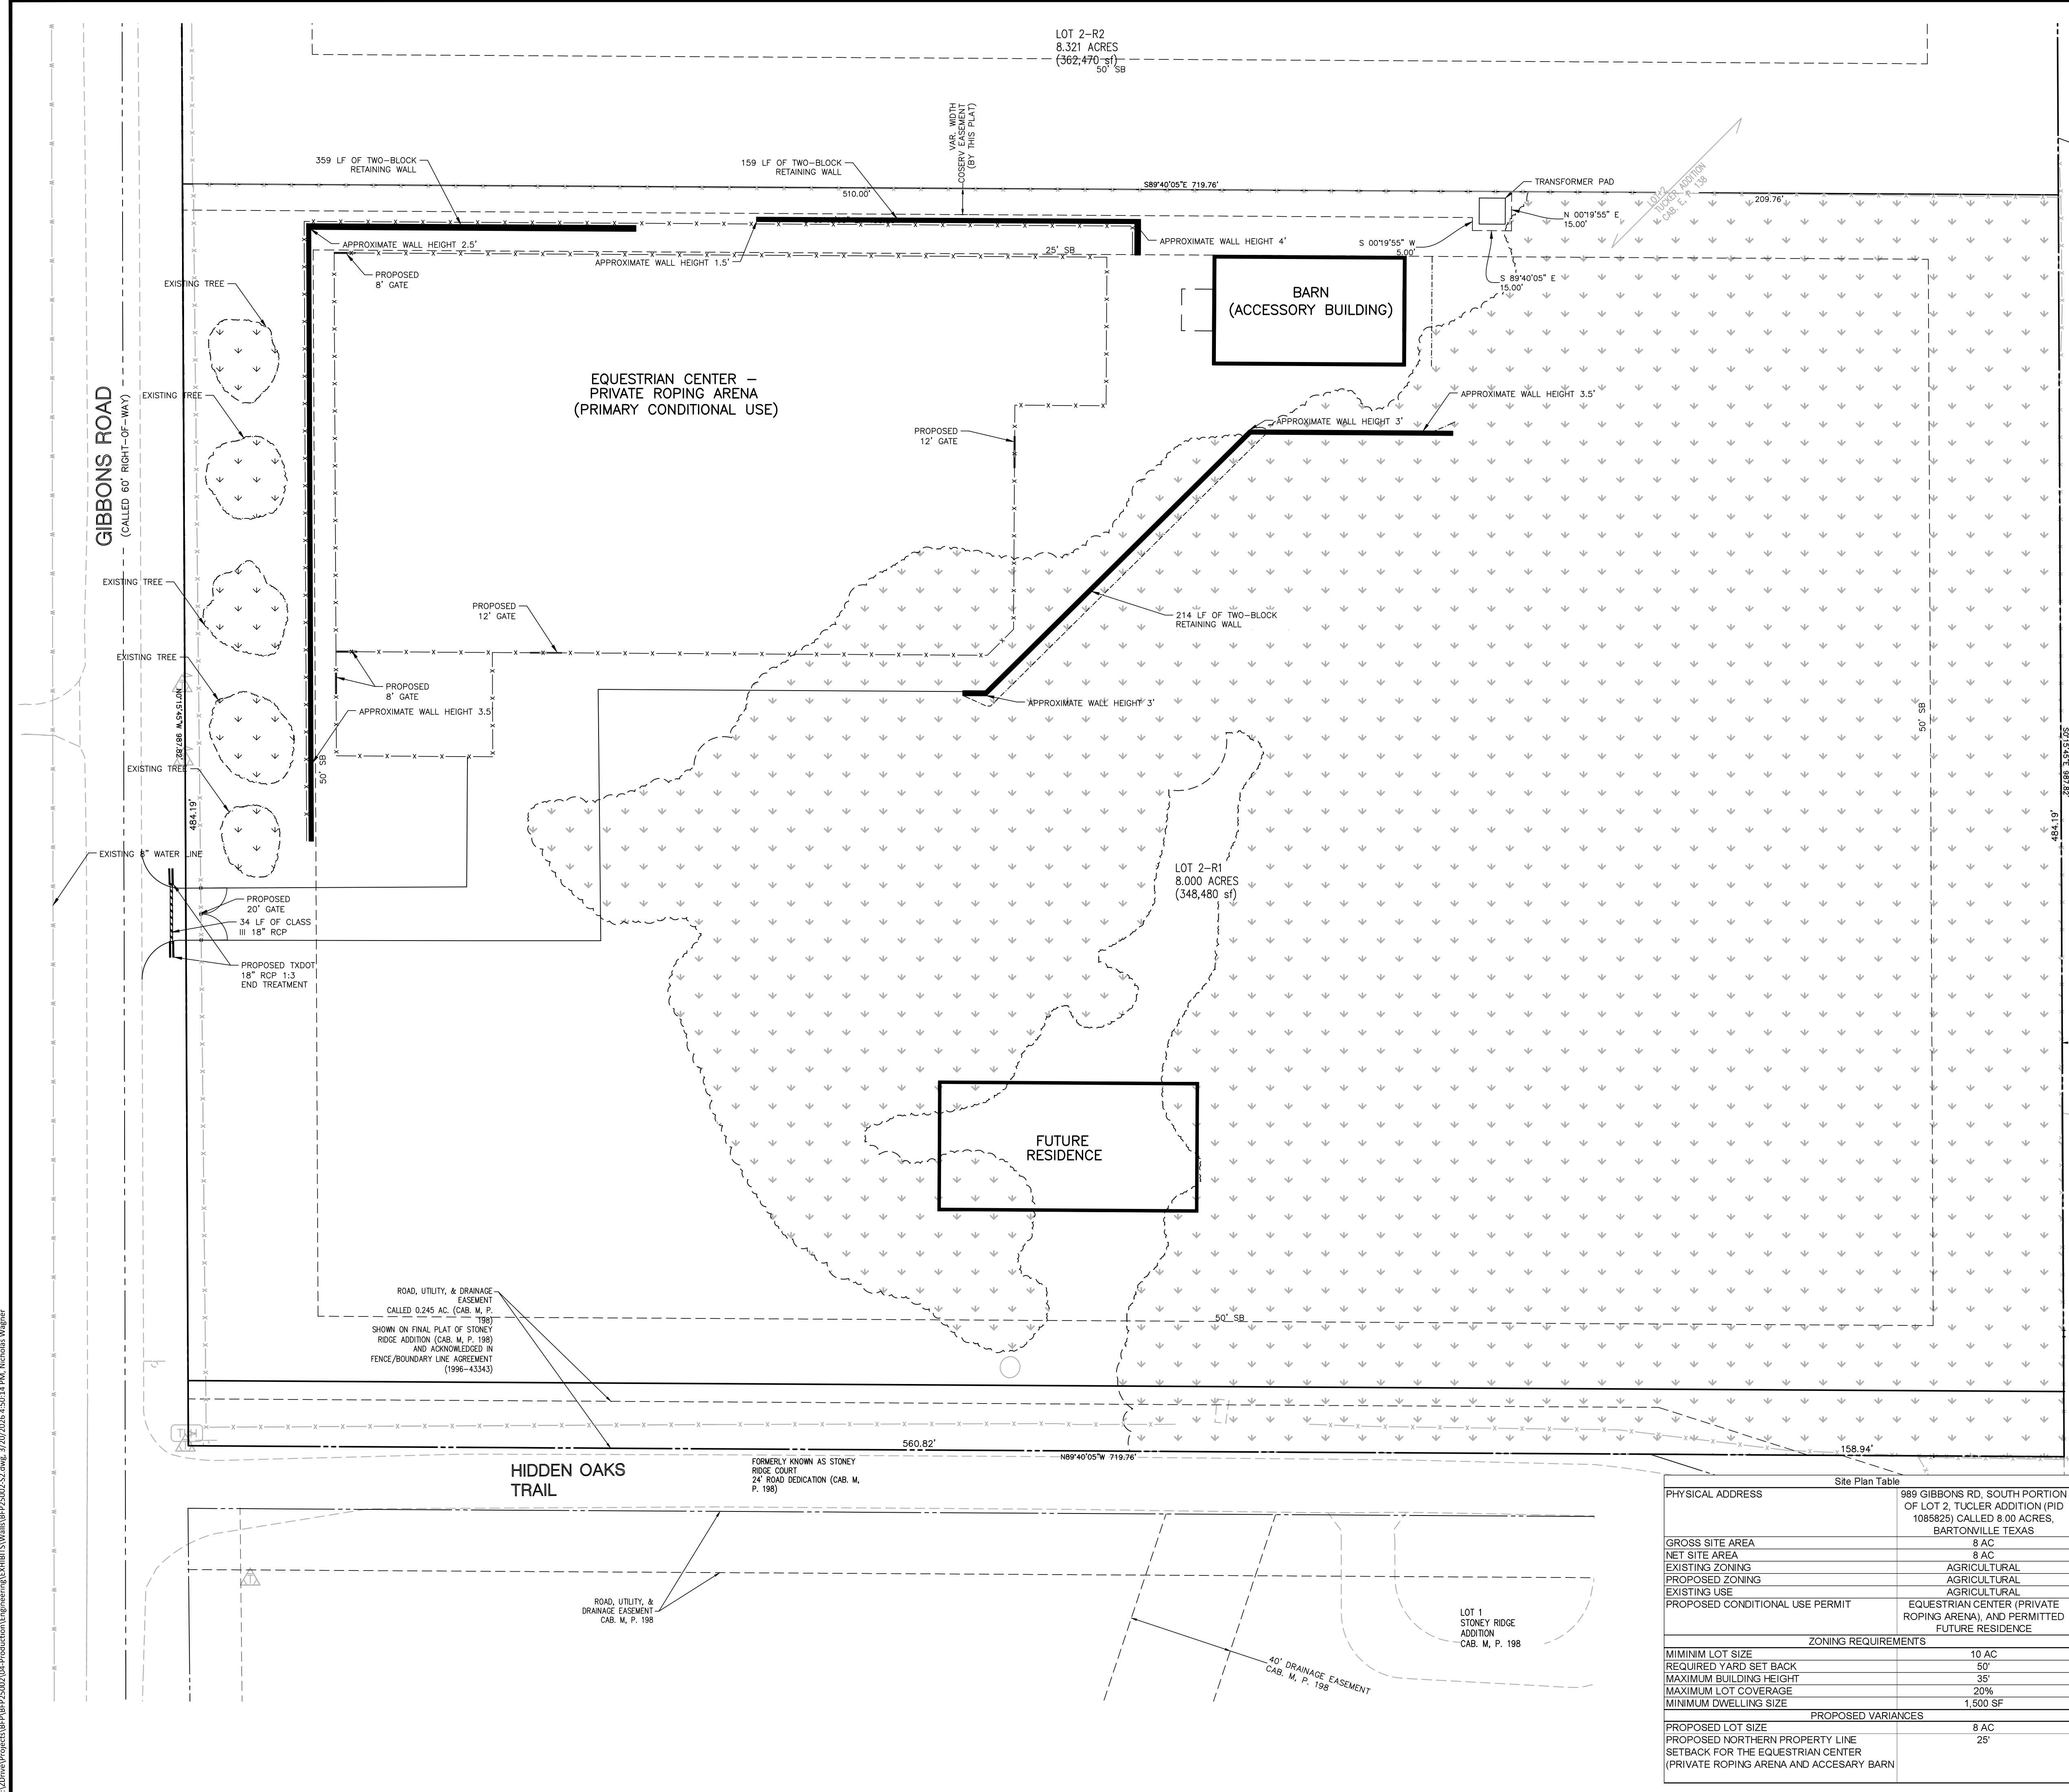 LOT 2-R2
8.321 ACRES
(362,470 sf)
50' SB
VAR. WIDTH
COSERV EASEMENT
(BY THIS PLAT)
359 LF OF TWO-BLOCK
RETAINING WALL
159 LF OF TWO-BLOCK
RETAINING WALL
510.00'
S89°40'05"E 719.76'
TRANSFORMER PAD
N 00°19'55" E
15.00'
209.76'
LOT 2
TUCKER ADDITION
CAB. E, P. 138
APPROXIMATE WALL HEIGHT 2.5'
APPROXIMATE WALL HEIGHT 1.5'
25' SB
APPROXIMATE WALL HEIGHT 4'
S 00°19'55" W
5.00'
S 89°40'05" E
15.00'
PROPOSED
8' GATE
EXISTING TREE
BARN
(ACCESSORY BUILDING)
EQUESTRIAN CENTER –
PRIVATE ROPING ARENA
(PRIMARY CONDITIONAL USE)
GIBBONS ROAD
(CALLED 60' RIGHT-OF-WAY)
EXISTING TREE
APPROXIMATE WALL HEIGHT 3.5'
APPROXIMATE WALL HEIGHT 3'
PROPOSED
12' GATE
EXISTING TREE
PROPOSED
12' GATE
214 LF OF TWO-BLOCK
RETAINING WALL
EXISTING TREE
PROPOSED
8' GATE
APPROXIMATE WALL HEIGHT 3'
APPROXIMATE WALL HEIGHT 3.5'
N0°15'45"W 987.82'
50' SB
50' SB
S0°15'45"E 987.82'
EXISTING TREE
484.19'
484.19'
EXISTING 8" WATER LINE
LOT 2-R1
8.000 ACRES
(348,480 sf)
PROPOSED
20' GATE
34 LF OF CLASS
III 18" RCP
PROPOSED TXDOT
18" RCP 1:3
END TREATMENT
FUTURE
RESIDENCE
ROAD, UTILITY, & DRAINAGE
EASEMENT
CALLED 0.245 AC. (CAB. M, P.
198)
SHOWN ON FINAL PLAT OF STONEY
RIDGE ADDITION (CAB. M, P. 198)
AND ACKNOWLEDGED IN
FENCE/BOUNDARY LINE AGREEMENT
(1996-43343)
50' SB
560.82'
N89°40'05"W 719.76'
158.94'
HIDDEN OAKS
TRAIL
FORMERLY KNOWN AS STONEY
RIDGE COURT
24' ROAD DEDICATION (CAB. M,
P. 198)
ROAD, UTILITY, &
DRAINAGE EASEMENT
CAB. M, P. 198
40' DRAINAGE EASEMENT
CAB. M, P. 198
LOT 1
STONEY RIDGE
ADDITION
CAB. M, P. 198
Site Plan Table
PHYSICAL ADDRESS 989 GIBBONS RD, SOUTH PORTION
OF LOT 2, TUCLER ADDITION (PID
1085825) CALLED 8.00 ACRES,
BARTONVILLE TEXAS
GROSS SITE AREA 8 AC
NET SITE AREA 8 AC
EXISTING ZONING AGRICULTURAL
PROPOSED ZONING AGRICULTURAL
EXISTING USE AGRICULTURAL
PROPOSED CONDITIONAL USE PERMIT EQUESTRIAN CENTER (PRIVATE
ROPING ARENA), AND PERMITTED
FUTURE RESIDENCE
ZONING REQUIREMENTS
MIMINIM LOT SIZE 10 AC
REQUIRED YARD SET BACK 50'
MAXIMUM BUILDING HEIGHT 35'
MAXIMUM LOT COVERAGE 20%
MINIMUM DWELLING SIZE 1,500 SF
PROPOSED VARIANCES
PROPOSED LOT SIZE 8 AC
PROPOSED NORTHERN PROPERTY LINE 25'
SETBACK FOR THE EQUESTRIAN CENTER
(PRIVATE ROPING ARENA AND ACCESARY BARN